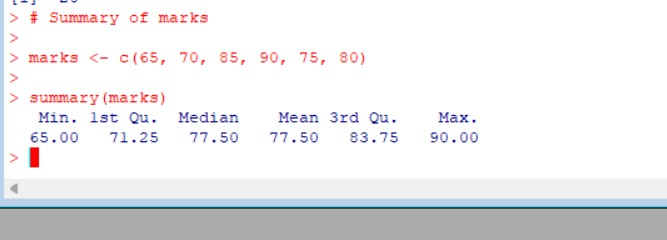 > # Summary of marks
>
> marks <- c(65, 70, 85, 90, 75, 80)
>
> summary(marks)
Min. 1st Qu. Median Mean 3rd Qu. Max.
65.00 71.25 77.50 77.50 83.75 90.00
>